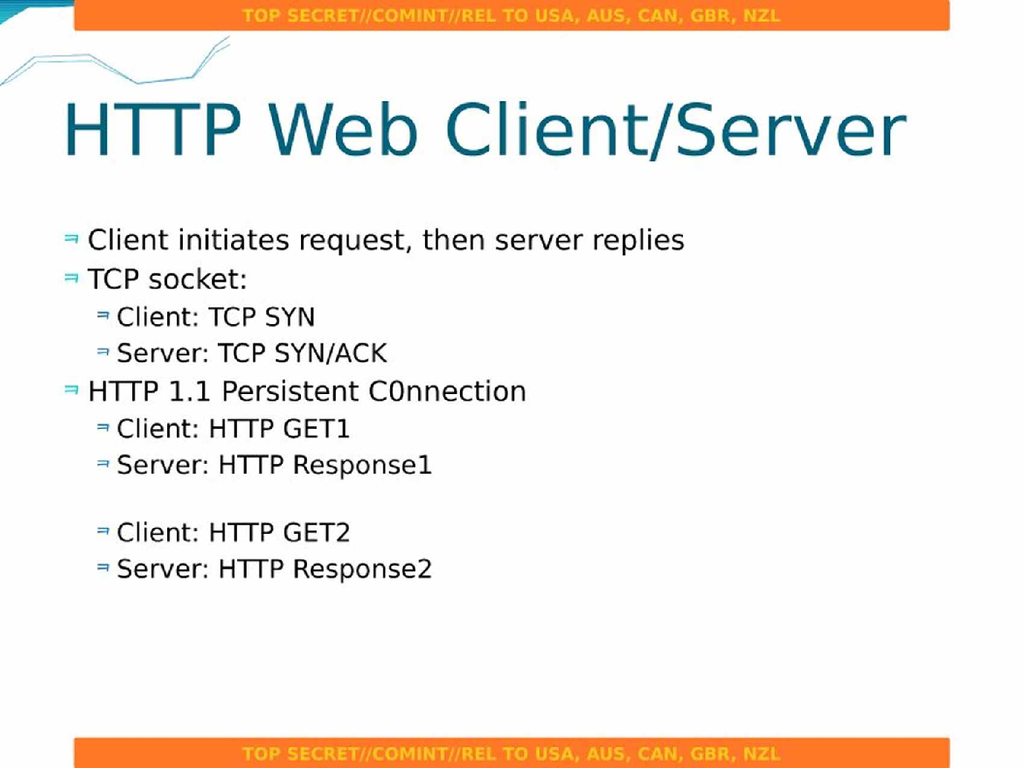 TOP SECRET//COMINT//REL TO USA, AUS, CAN, GBR, NZL
HTTP Web Client/Server
Client initiates request, then server replies
TCP socket:
Client: TCP SYN
Server: TCP SYN/ACK
HTTP 1.1 Persistent C0nnection
Client: HTTP GET1
Server: HTTP Response1
Client: HTTP GET2
Server: HTTP Response2
TOP SECRET//COMINT//REL TO USA, AUS, CAN, GBR, NZL